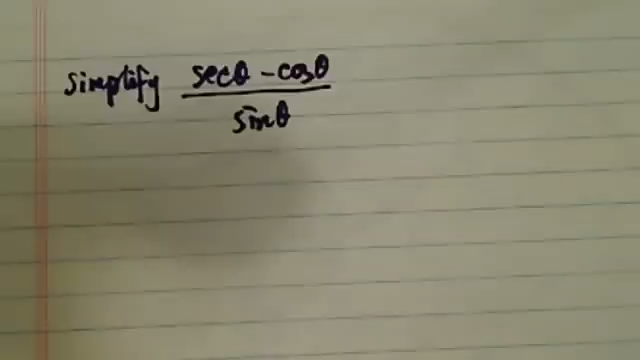 simplify secθ - cosθ
sinθ